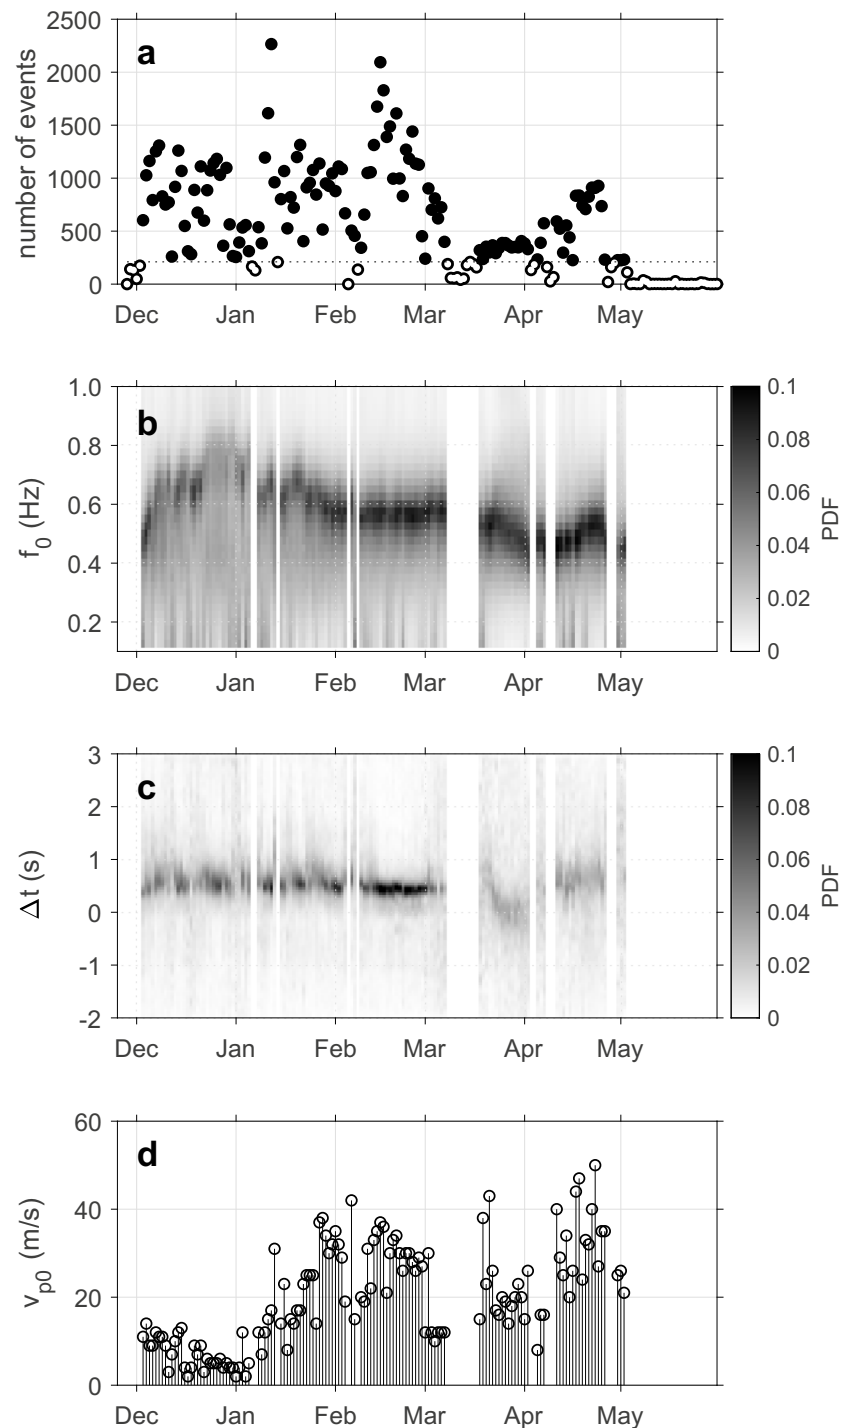 a
number of events
2500
2000
1500
1000
500
0
Dec Jan Feb Mar Apr May
b
f0 (Hz)
1.0
0.8
0.6
0.4
0.2
Dec Jan Feb Mar Apr May
0.1
0.08
0.06
0.04
0.02
0
PDF
c
Δt (s)
3
2
1
0
-1
-2
Dec Jan Feb Mar Apr May
0.1
0.08
0.06
0.04
0.02
0
PDF
d
vp0 (m/s)
60
40
20
0
Dec Jan Feb Mar Apr May